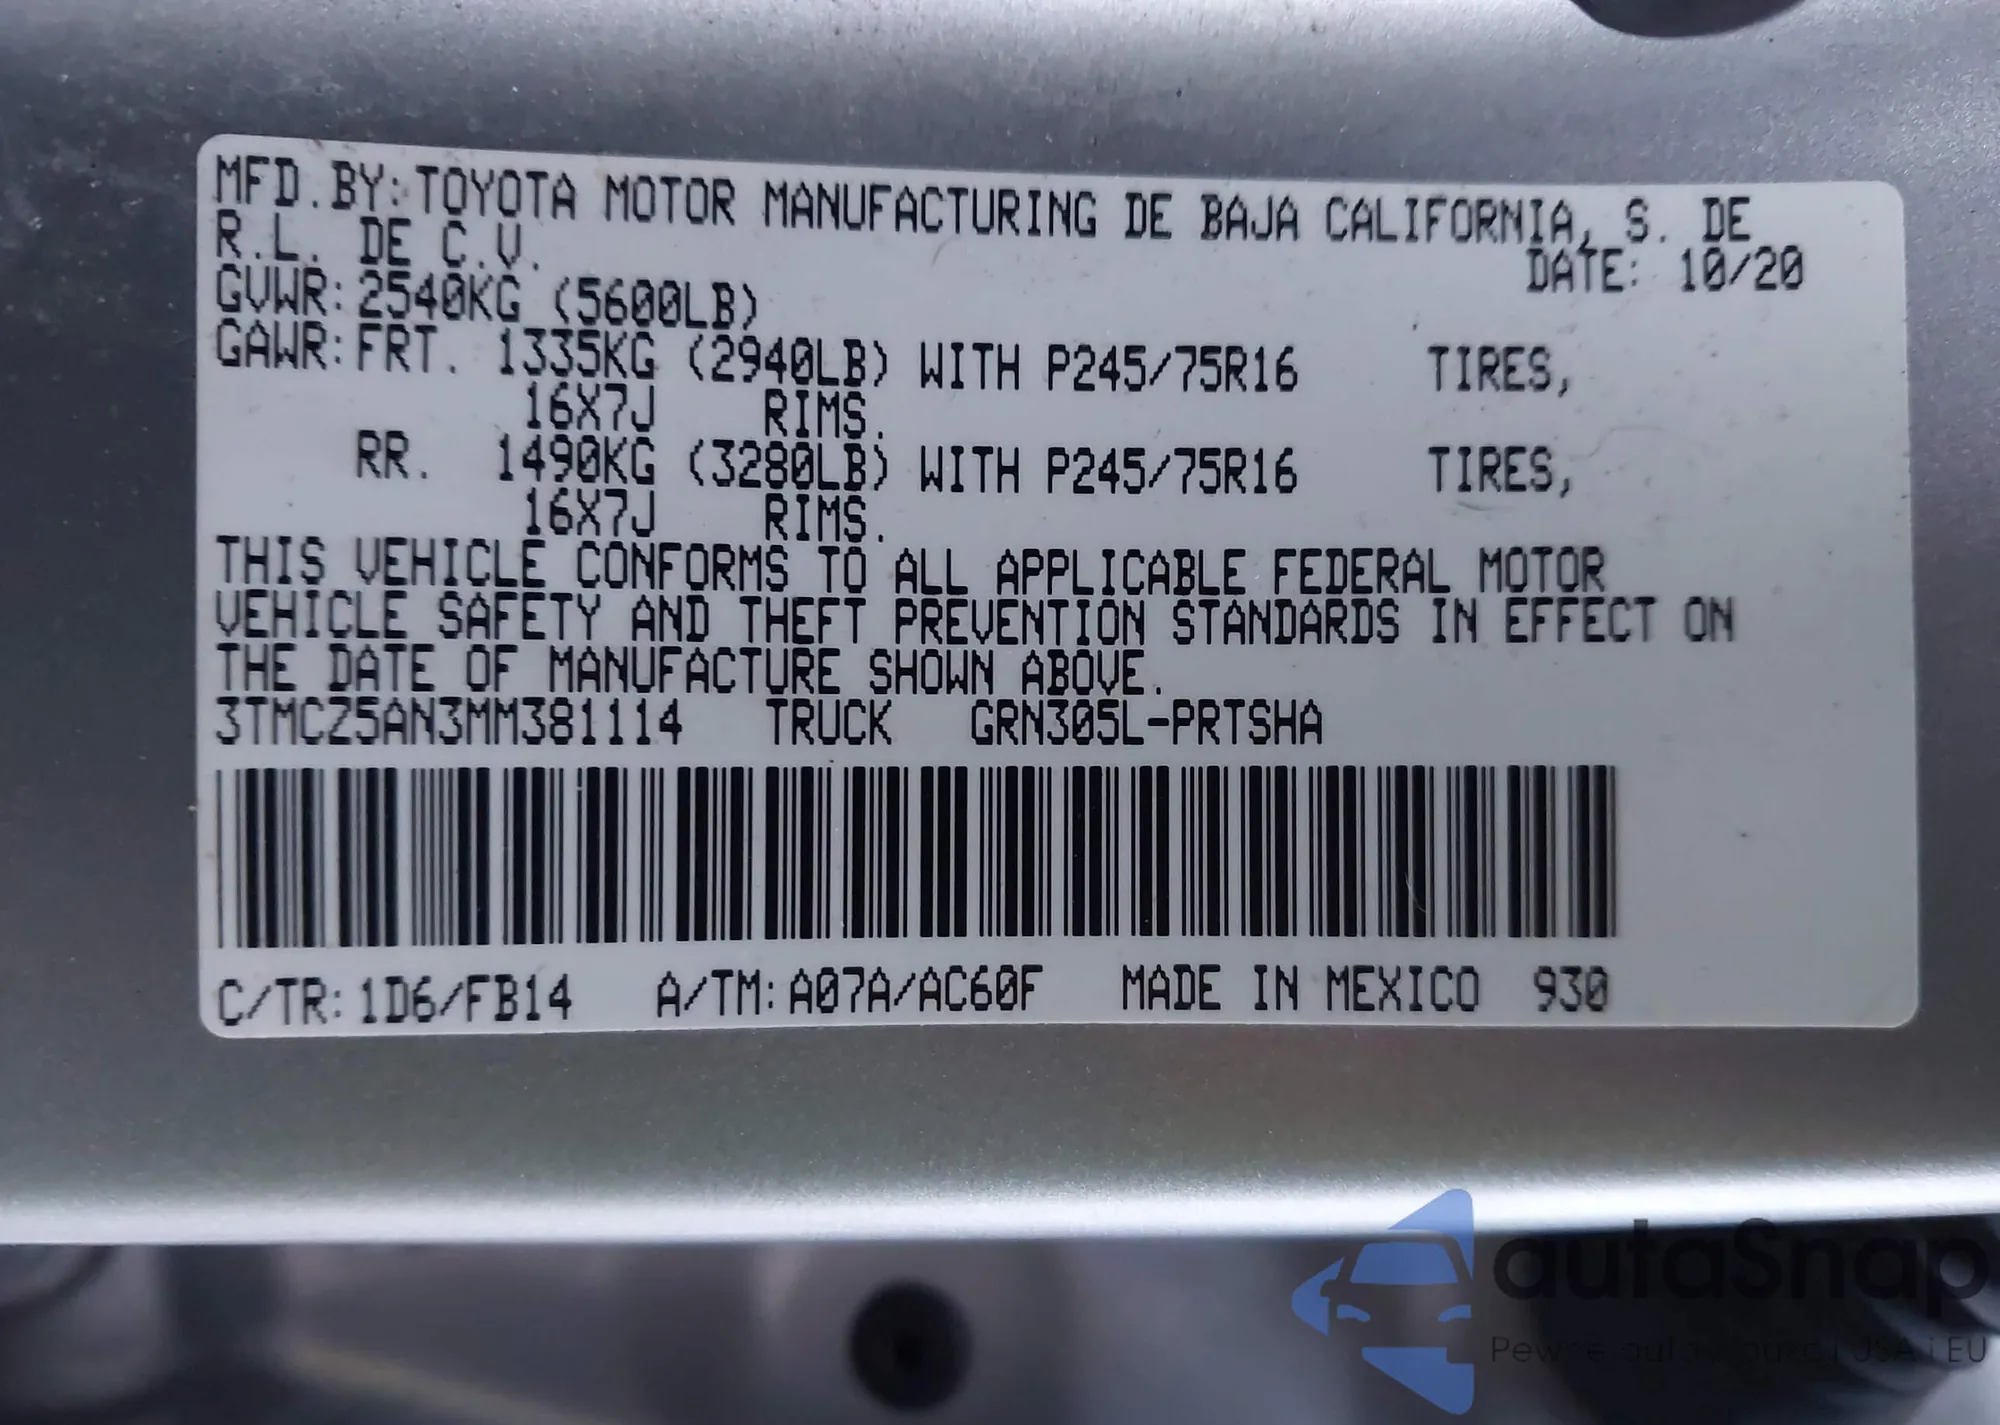 MFD.BY:TOYOTA MOTOR MANUFACTURING DE BAJA CALIFORNIA, S. DE
R.L. DE C.V.
DATE: 10/20
GVWR:2540KG (5600LB)
GAWR:FRT. 1335KG (2940LB) WITH P245/75R16 TIRES,
16X7J RIMS.
RR. 1490KG (3280LB) WITH P245/75R16 TIRES,
16X7J RIMS.
THIS VEHICLE CONFORMS TO ALL APPLICABLE FEDERAL MOTOR
VEHICLE SAFETY AND THEFT PREVENTION STANDARDS IN EFFECT ON
THE DATE OF MANUFACTURE SHOWN ABOVE.
3TMCZ5AN3MM381114 TRUCK GRN305L-PRTSHA
C/TR:1D6/FB14 A/TM:A07A/AC60F MADE IN MEXICO 930
autaSnap
USA i EU